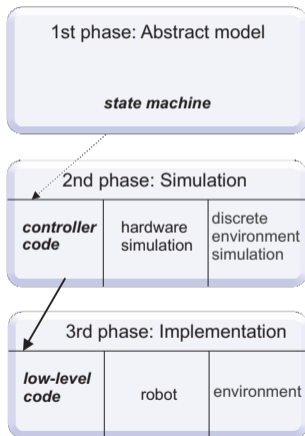 1st phase: Abstract model
state machine
2nd phase: Simulation
controller
code
hardware
simulation
discrete
environment
simulation
3rd phase: Implementation
low-level
code
robot
environment